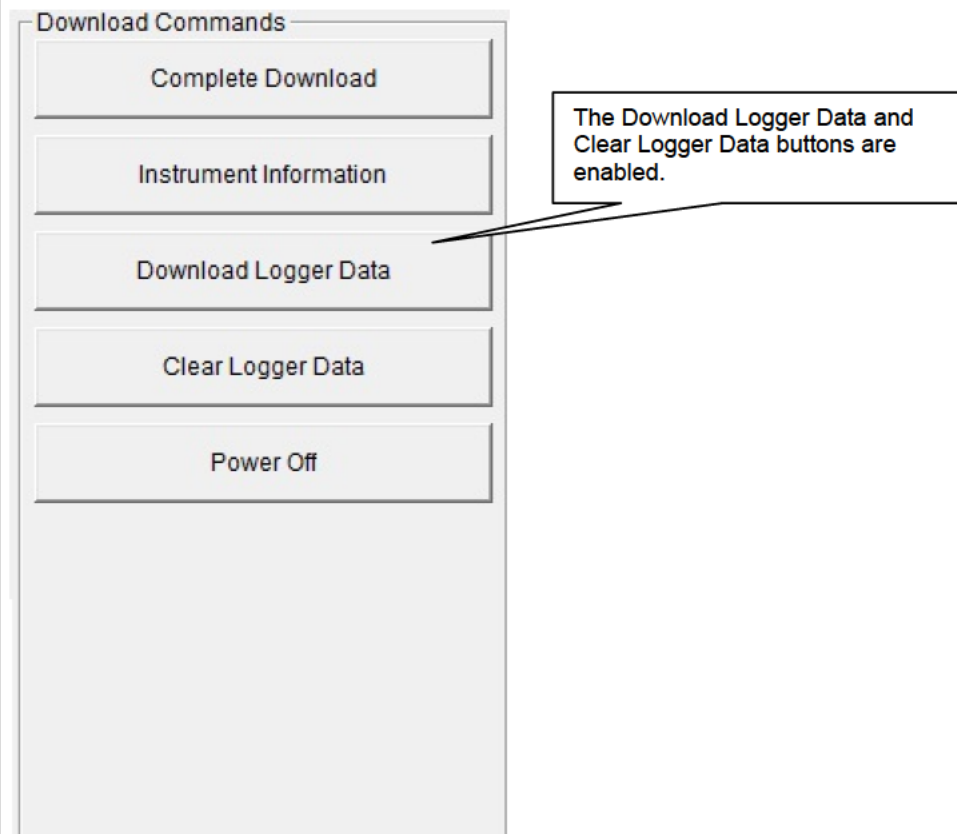 Download Commands
Complete Download
Instrument Information
Download Logger Data
Clear Logger Data
Power Off
The Download Logger Data and
Clear Logger Data buttons are
enabled.